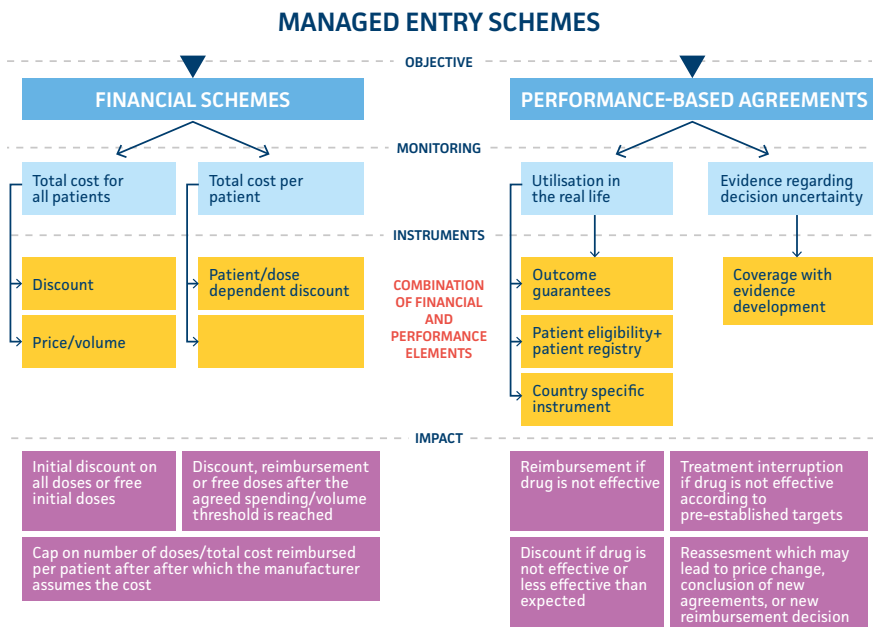 MANAGED ENTRY SCHEMES
OBJECTIVE
FINANCIAL SCHEMES
PERFORMANCE-BASED AGREEMENTS
MONITORING
Total cost for
all patients
Total cost per
patient
Utilisation in
the real life
Evidence regarding
decision uncertainty
INSTRUMENTS
Discount
Price/volume
Patient/dose
dependent discount
COMBINATION
OF FINANCIAL
AND
PERFORMANCE
ELEMENTS
Outcome
guarantees
Patient eligibility+
patient registry
Country specific
instrument
Coverage with
evidence
development
IMPACT
Initial discount on
all doses or free
initial doses
Discount, reimbursement
or free doses after the
agreed spending/volume
threshold is reached
Cap on number of doses/total cost reimbursed
per patient after after which the manufacturer
assumes the cost
Reimbursement if
drug is not effective
Treatment interruption
if drug is not effective
according to
pre-established targets
Discount if drug is
not effective or
less effective than
expected
Reassesment which may
lead to price change,
conclusion of new
agreements, or new
reimbursement decision